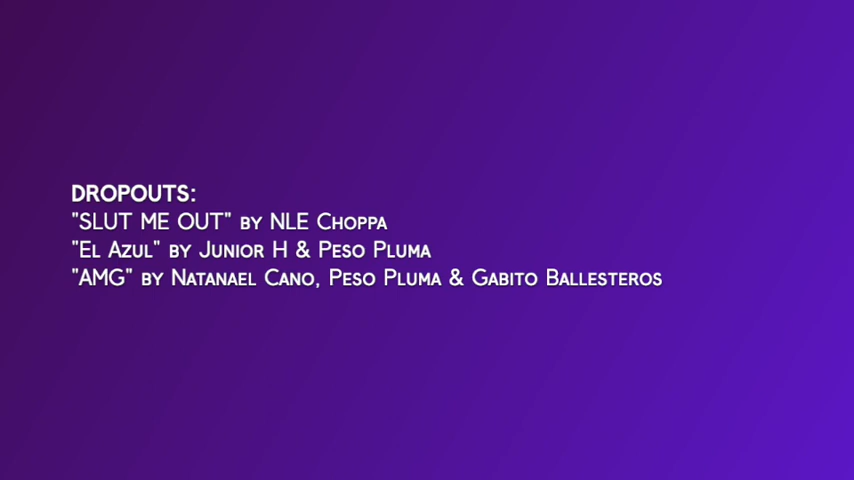 DROPOUTS:
"SLUT ME OUT" BY NLE CHOPPA
"EL AZUL" BY JUNIOR H & PESO PLUMA
"AMG" BY NATANAEL CANO, PESO PLUMA & GABITO BALLESTEROS